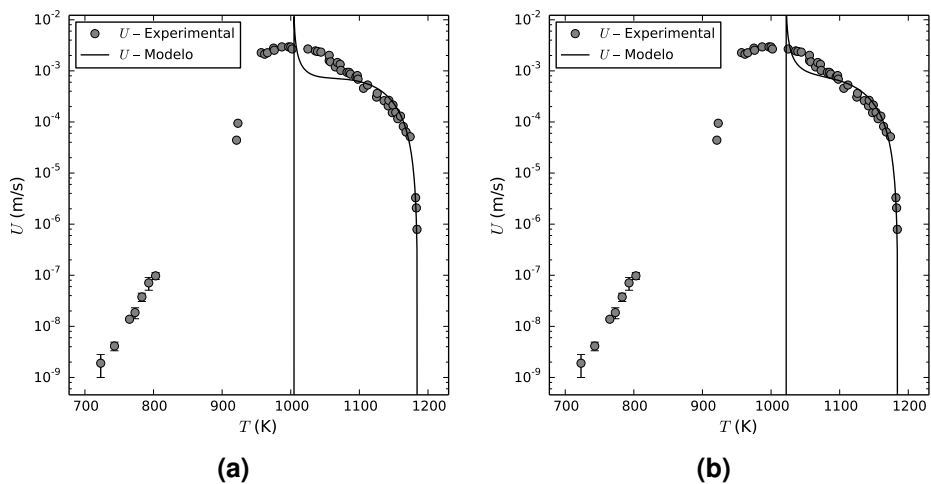 10⁻²
10⁻³
10⁻⁴
10⁻⁵
10⁻⁶
10⁻⁷
10⁻⁸
10⁻⁹
U (m/s)
U – Experimental
U – Modelo
700 800 900 1000 1100 1200
T (K)
(a)
10⁻²
10⁻³
10⁻⁴
10⁻⁵
10⁻⁶
10⁻⁷
10⁻⁸
10⁻⁹
U (m/s)
U – Experimental
U – Modelo
700 800 900 1000 1100 1200
T (K)
(b)